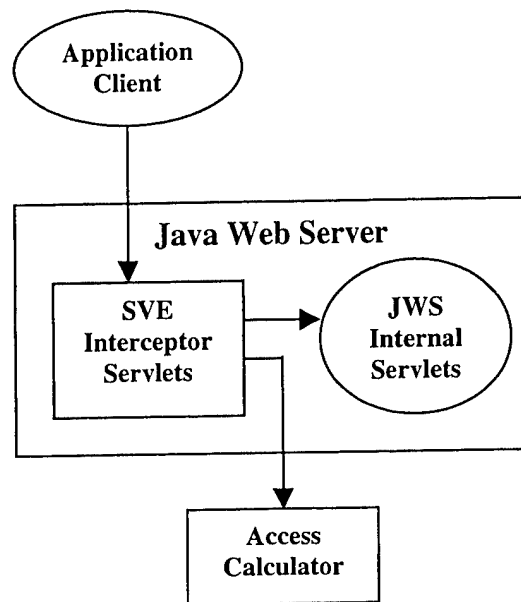 Application
Client
Java Web Server
SVE
Interceptor
Servlets
JWS
Internal
Servlets
Access
Calculator